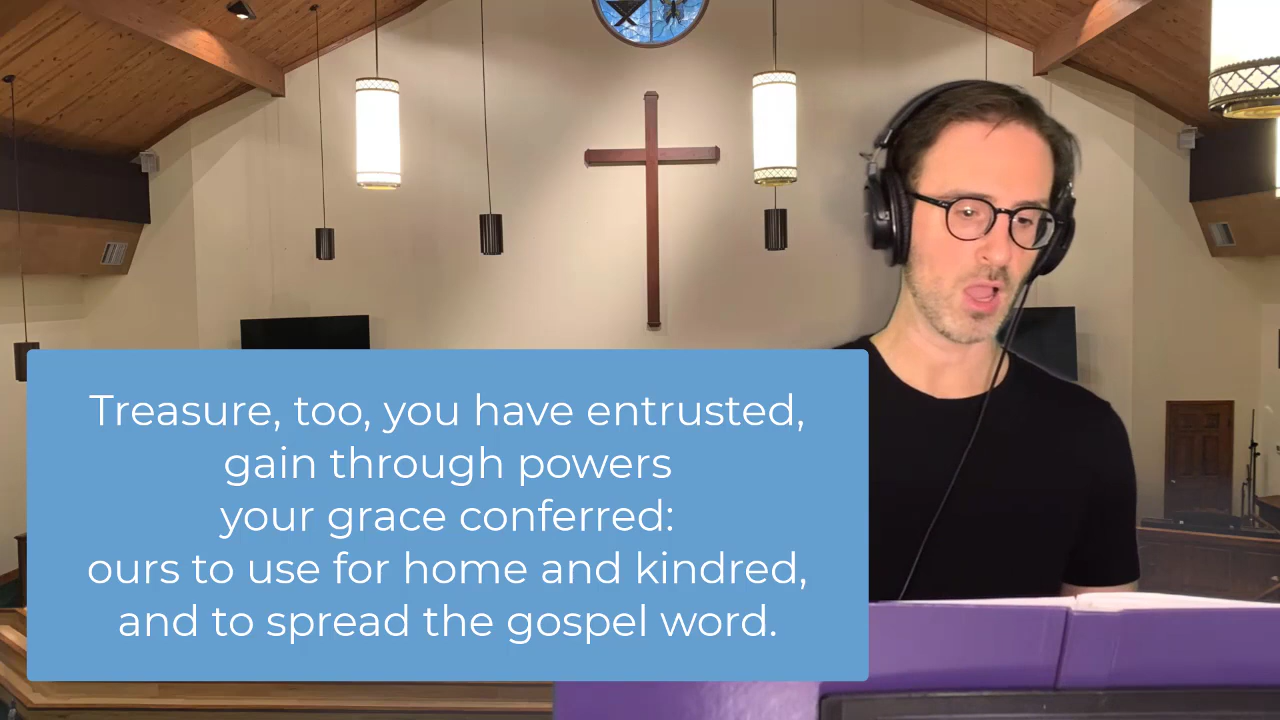 Treasure, too, you have entrusted,
gain through powers
your grace conferred:
ours to use for home and kindred,
and to spread the gospel word.